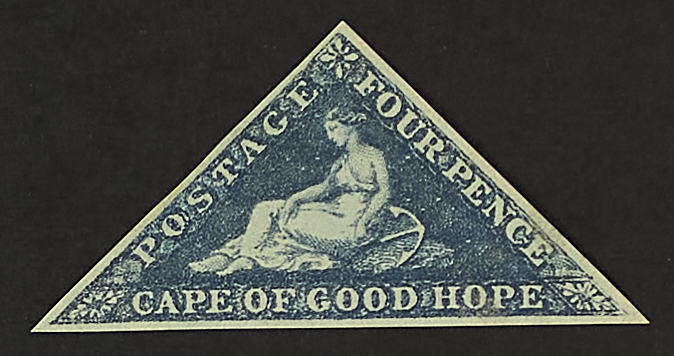 POSTAGE
FOUR PENCE
CAPE OF GOOD HOPE